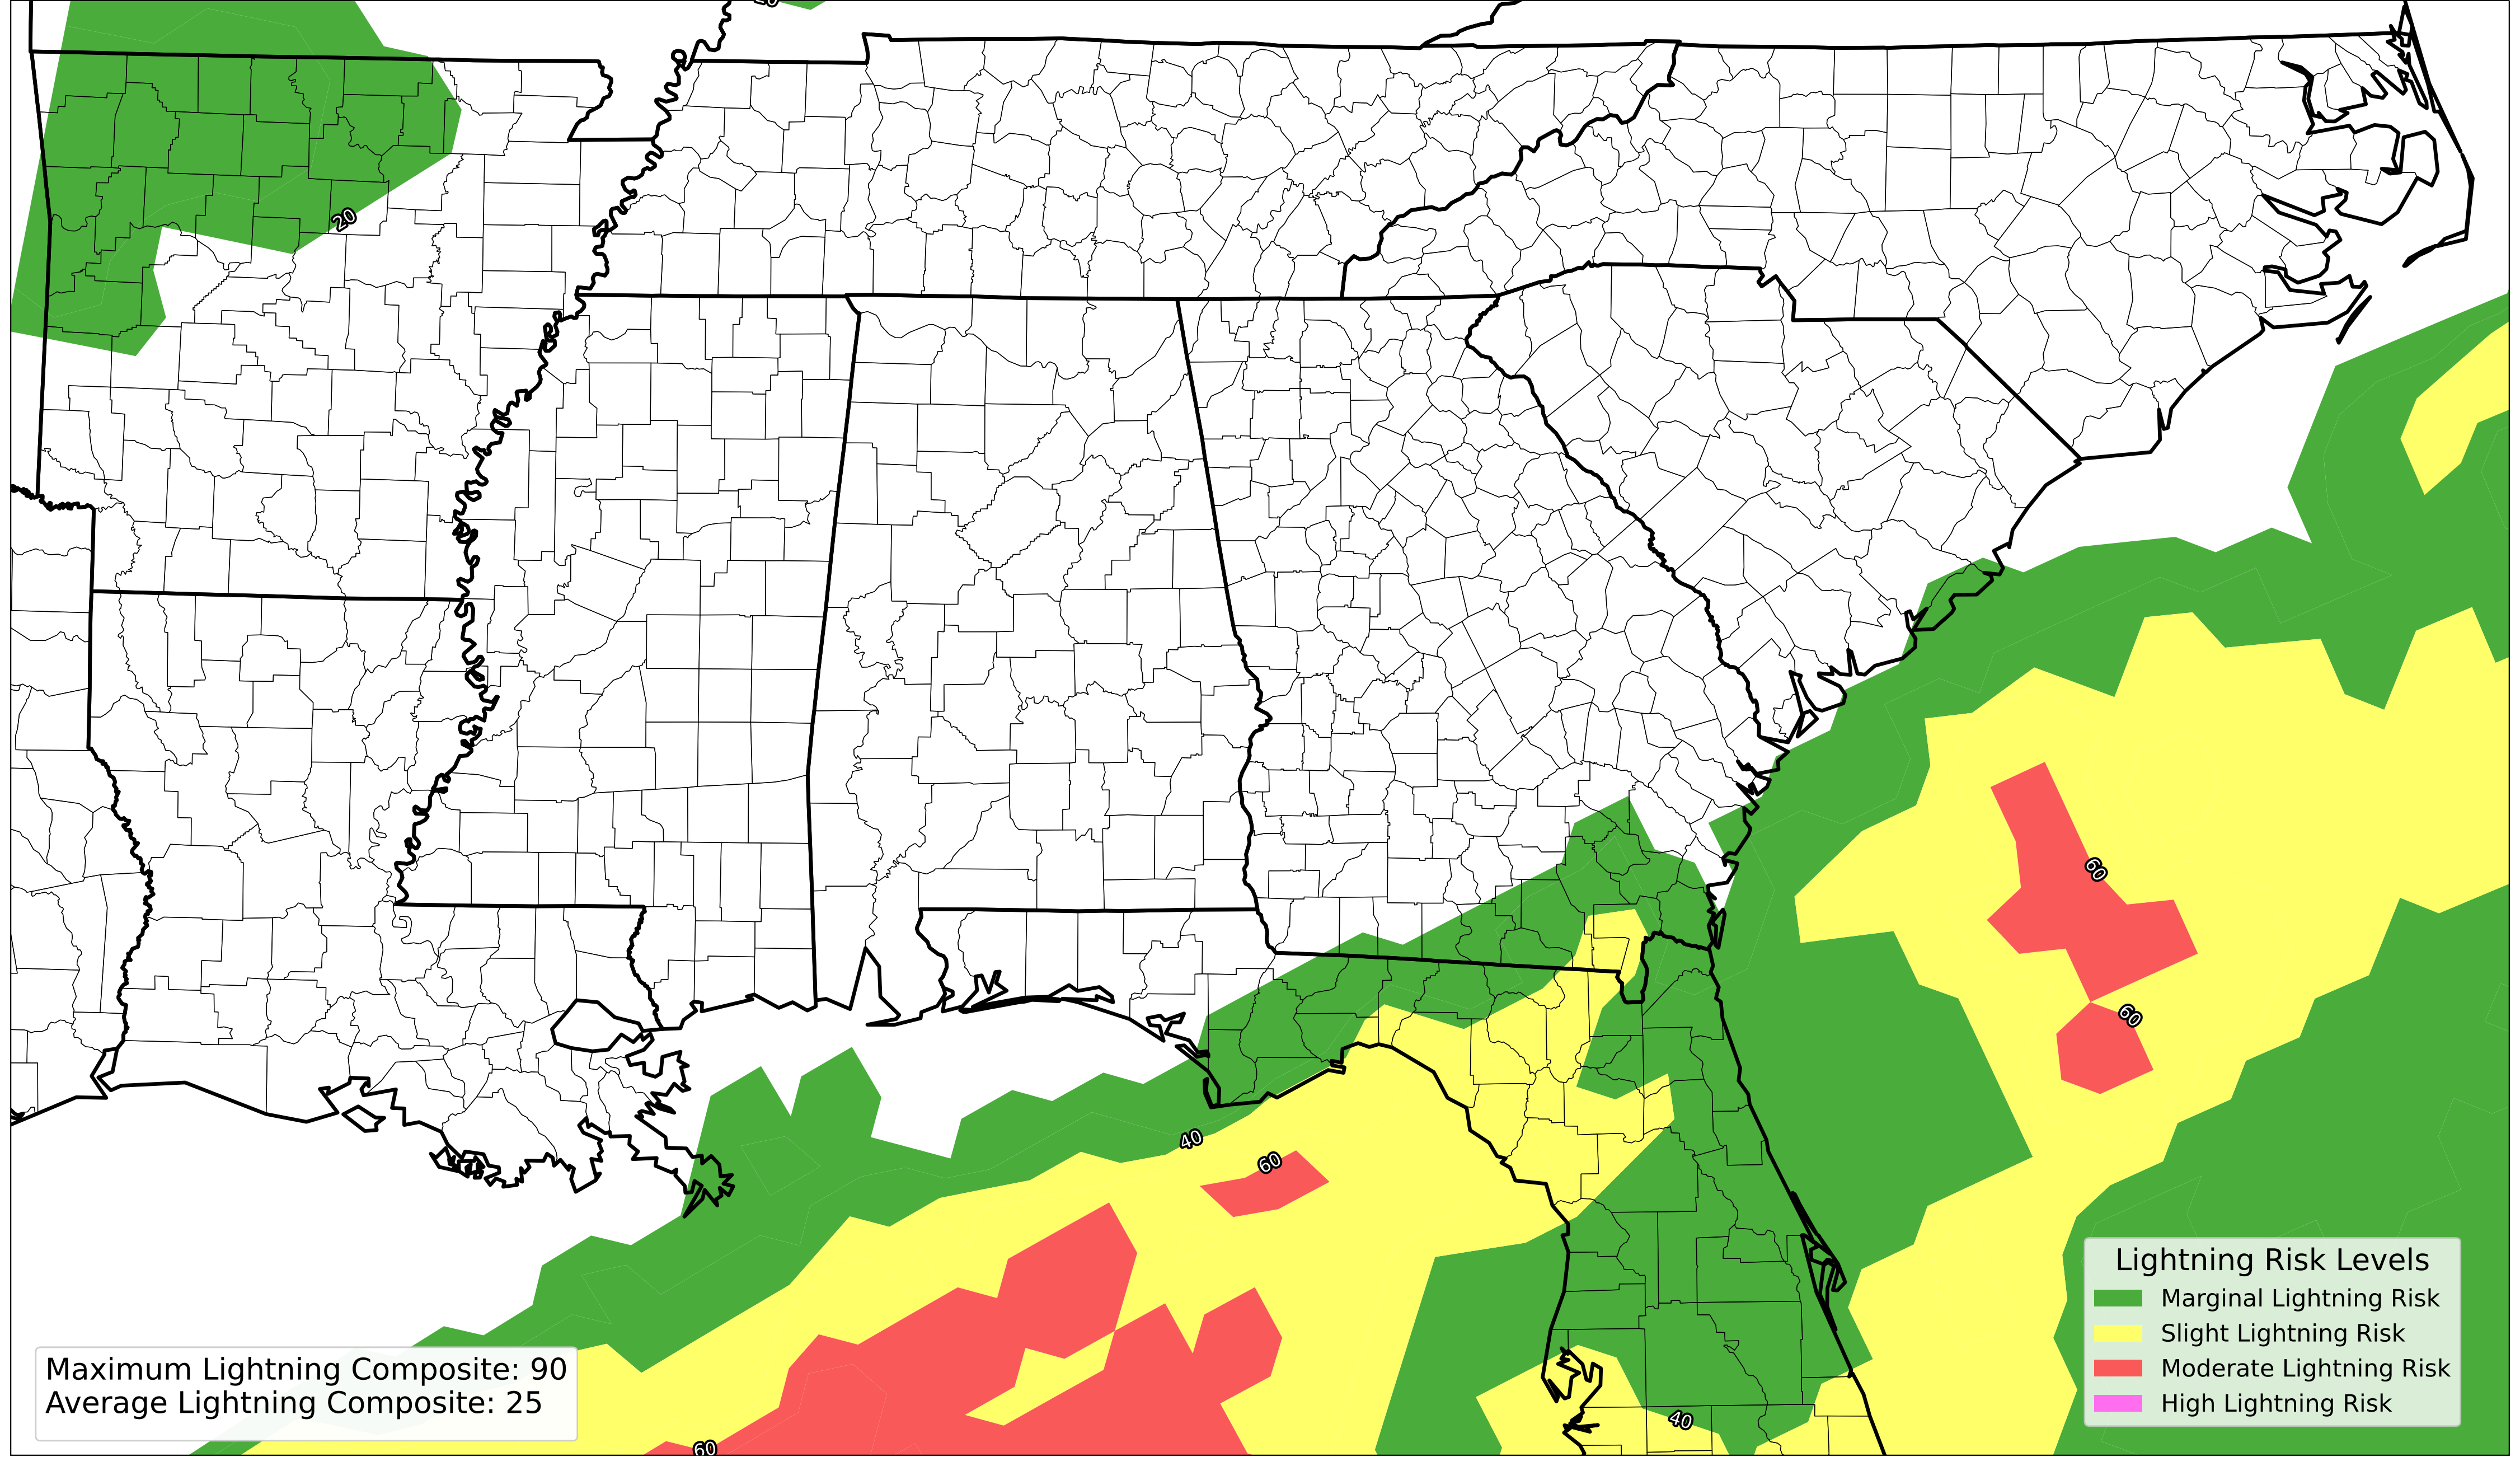 20
20
40
60
60
60
60
40
Maximum Lightning Composite: 90
Average Lightning Composite: 25
Lightning Risk Levels
Marginal Lightning Risk
Slight Lightning Risk
Moderate Lightning Risk
High Lightning Risk